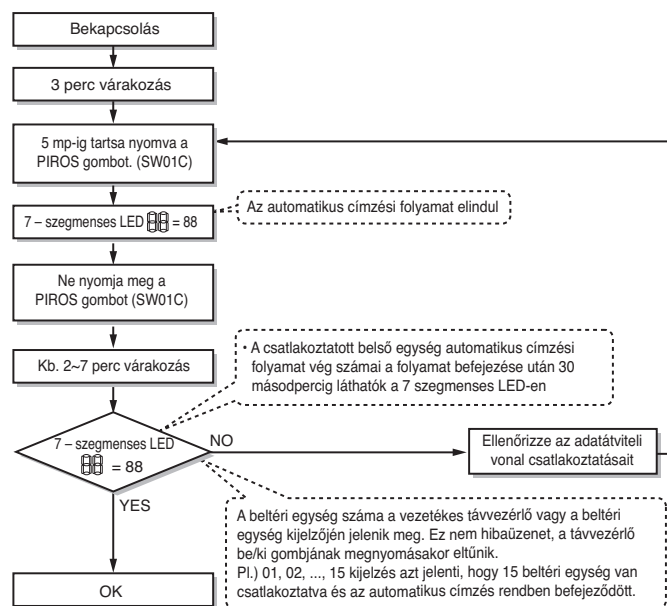 Bekapcsolás
3 perc várakozás
5 mp-ig tartsa nyomva a
PIROS gombot. (SW01C)
7 – szegmenses LED 88 = 88
Az automatikus címzési folyamat elindul
Ne nyomja meg a
PIROS gombot (SW01C)
Kb. 2~7 perc várakozás
• A csatlakoztatott belső egység automatikus címzési
folyamat vég számai a folyamat befejezése után 30
másodpercig láthatók a 7 szegmenses LED-en
7 – szegmenses LED
88 = 88
NO
Ellenőrizze az adatátviteli
vonal csatlakoztatásait
YES
A beltéri egység száma a vezetékes távvezérlő vagy a beltéri
egység kijelzőjén jelenik meg. Ez nem hibaüzenet, a távvezérlő
be/ki gombjának megnyomásakor eltűnik.
Pl.) 01, 02, ..., 15 kijelzés azt jelenti, hogy 15 beltéri egység van
csatlakoztatva és az automatikus címzés rendben befejeződött.
OK